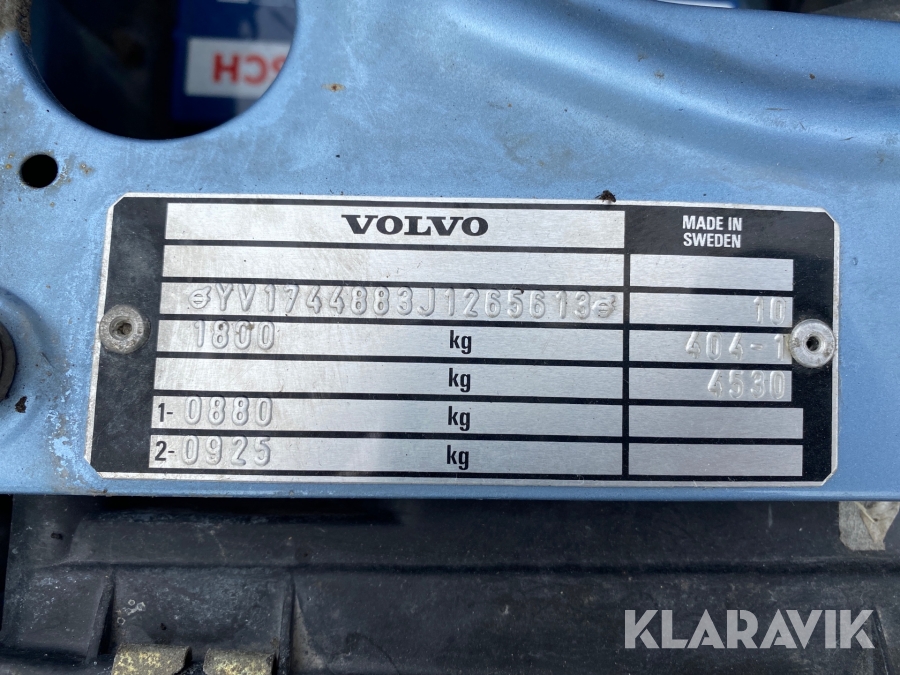 SCH
VOLVO
MADE IN
SWEDEN
YV1744883J1265613 10
1800 kg 404-1
kg 4530
1-0880 kg
2-0925 kg
KLARAVIK